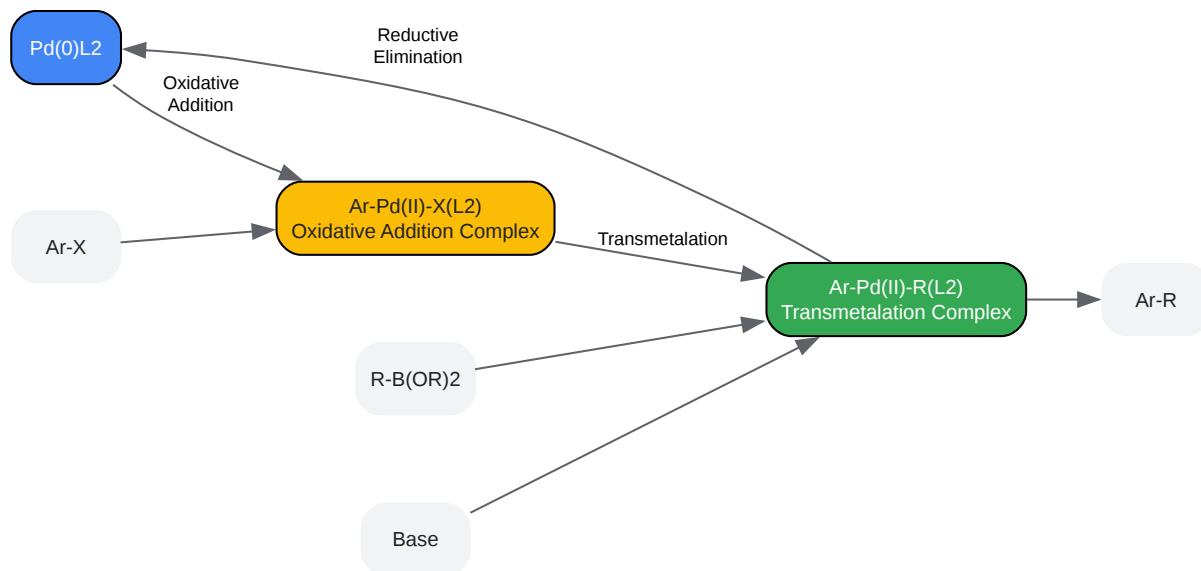 Pd(0)L2
Reductive
Elimination
Oxidative
Addition
Ar-Pd(II)-X(L2)
Oxidative Addition Complex
Ar-X
Transmetalation
Ar-Pd(II)-R(L2)
Transmetalation Complex
Ar-R
R-B(OR)2
Base